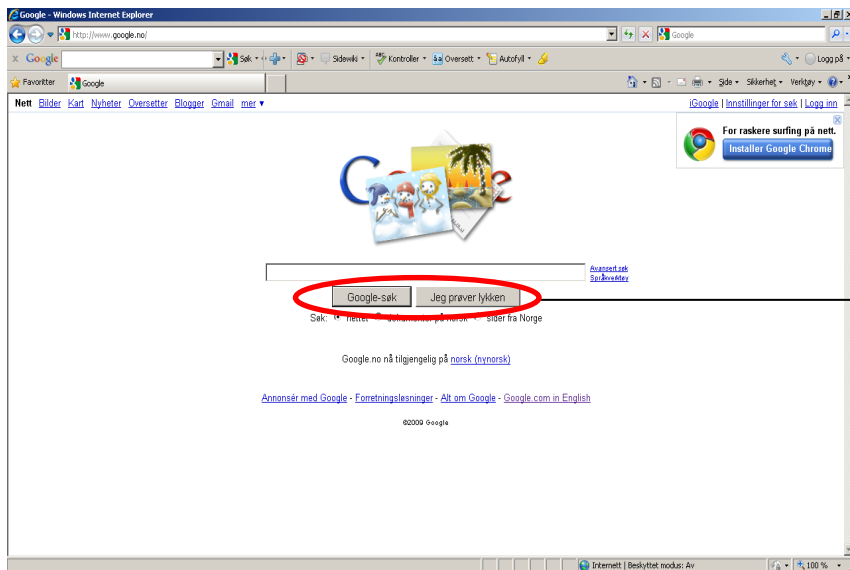 Google - Windows Internet Explorer
http://www.google.no/
Google
x Google
Søk
Sidewiki
Kontroller
Oversett
Autofyll
Logg på
Favoritter
Google
Side
Sikkerhet
Verktøy
Nett Bilder Kart Nyheter Oversetter Blogger Gmail mer ▼
iGoogle | Innstillinger for søk | Logg inn
For raskere surfing på nett.
Installer Google Chrome
Avansert søk
Språkverktøy
Google-søk
Jeg prøver lykken
Søk: nettet dokumenter på norsk sider fra Norge
Google.no nå tilgjengelig på norsk (nynorsk)
Annonsér med Google - Forretningsløsninger - Alt om Google - Google.com in English
©2009 Google
Internett | Beskyttet modus: Av
100 %